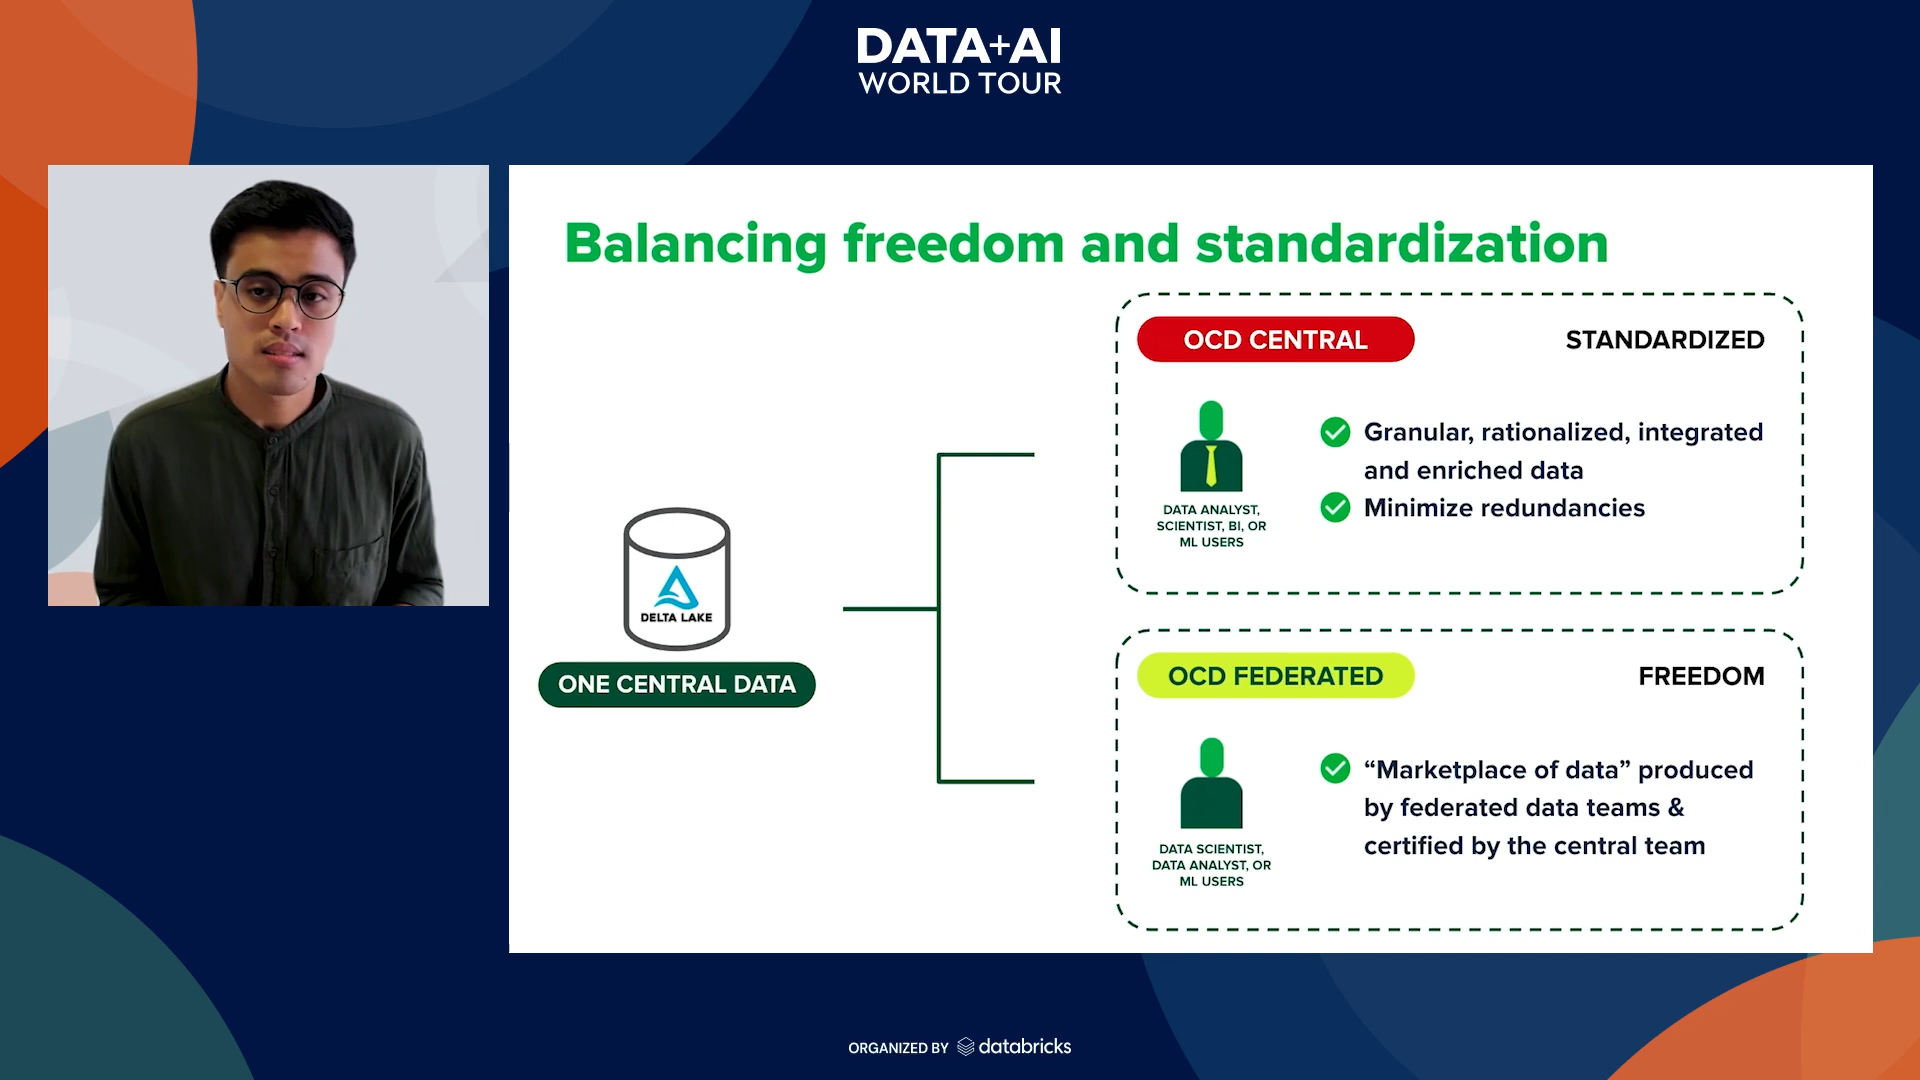 DATA+AI
WORLD TOUR
Balancing freedom and standardization
OCD CENTRAL
STANDARDIZED
DATA ANALYST,
SCIENTIST, BI, OR
ML USERS
Granular, rationalized, integrated
and enriched data
Minimize redundancies
DELTA LAKE
ONE CENTRAL DATA
OCD FEDERATED
FREEDOM
DATA SCIENTIST,
DATA ANALYST, OR
ML USERS
“Marketplace of data” produced
by federated data teams &
certified by the central team
ORGANIZED BY databricks